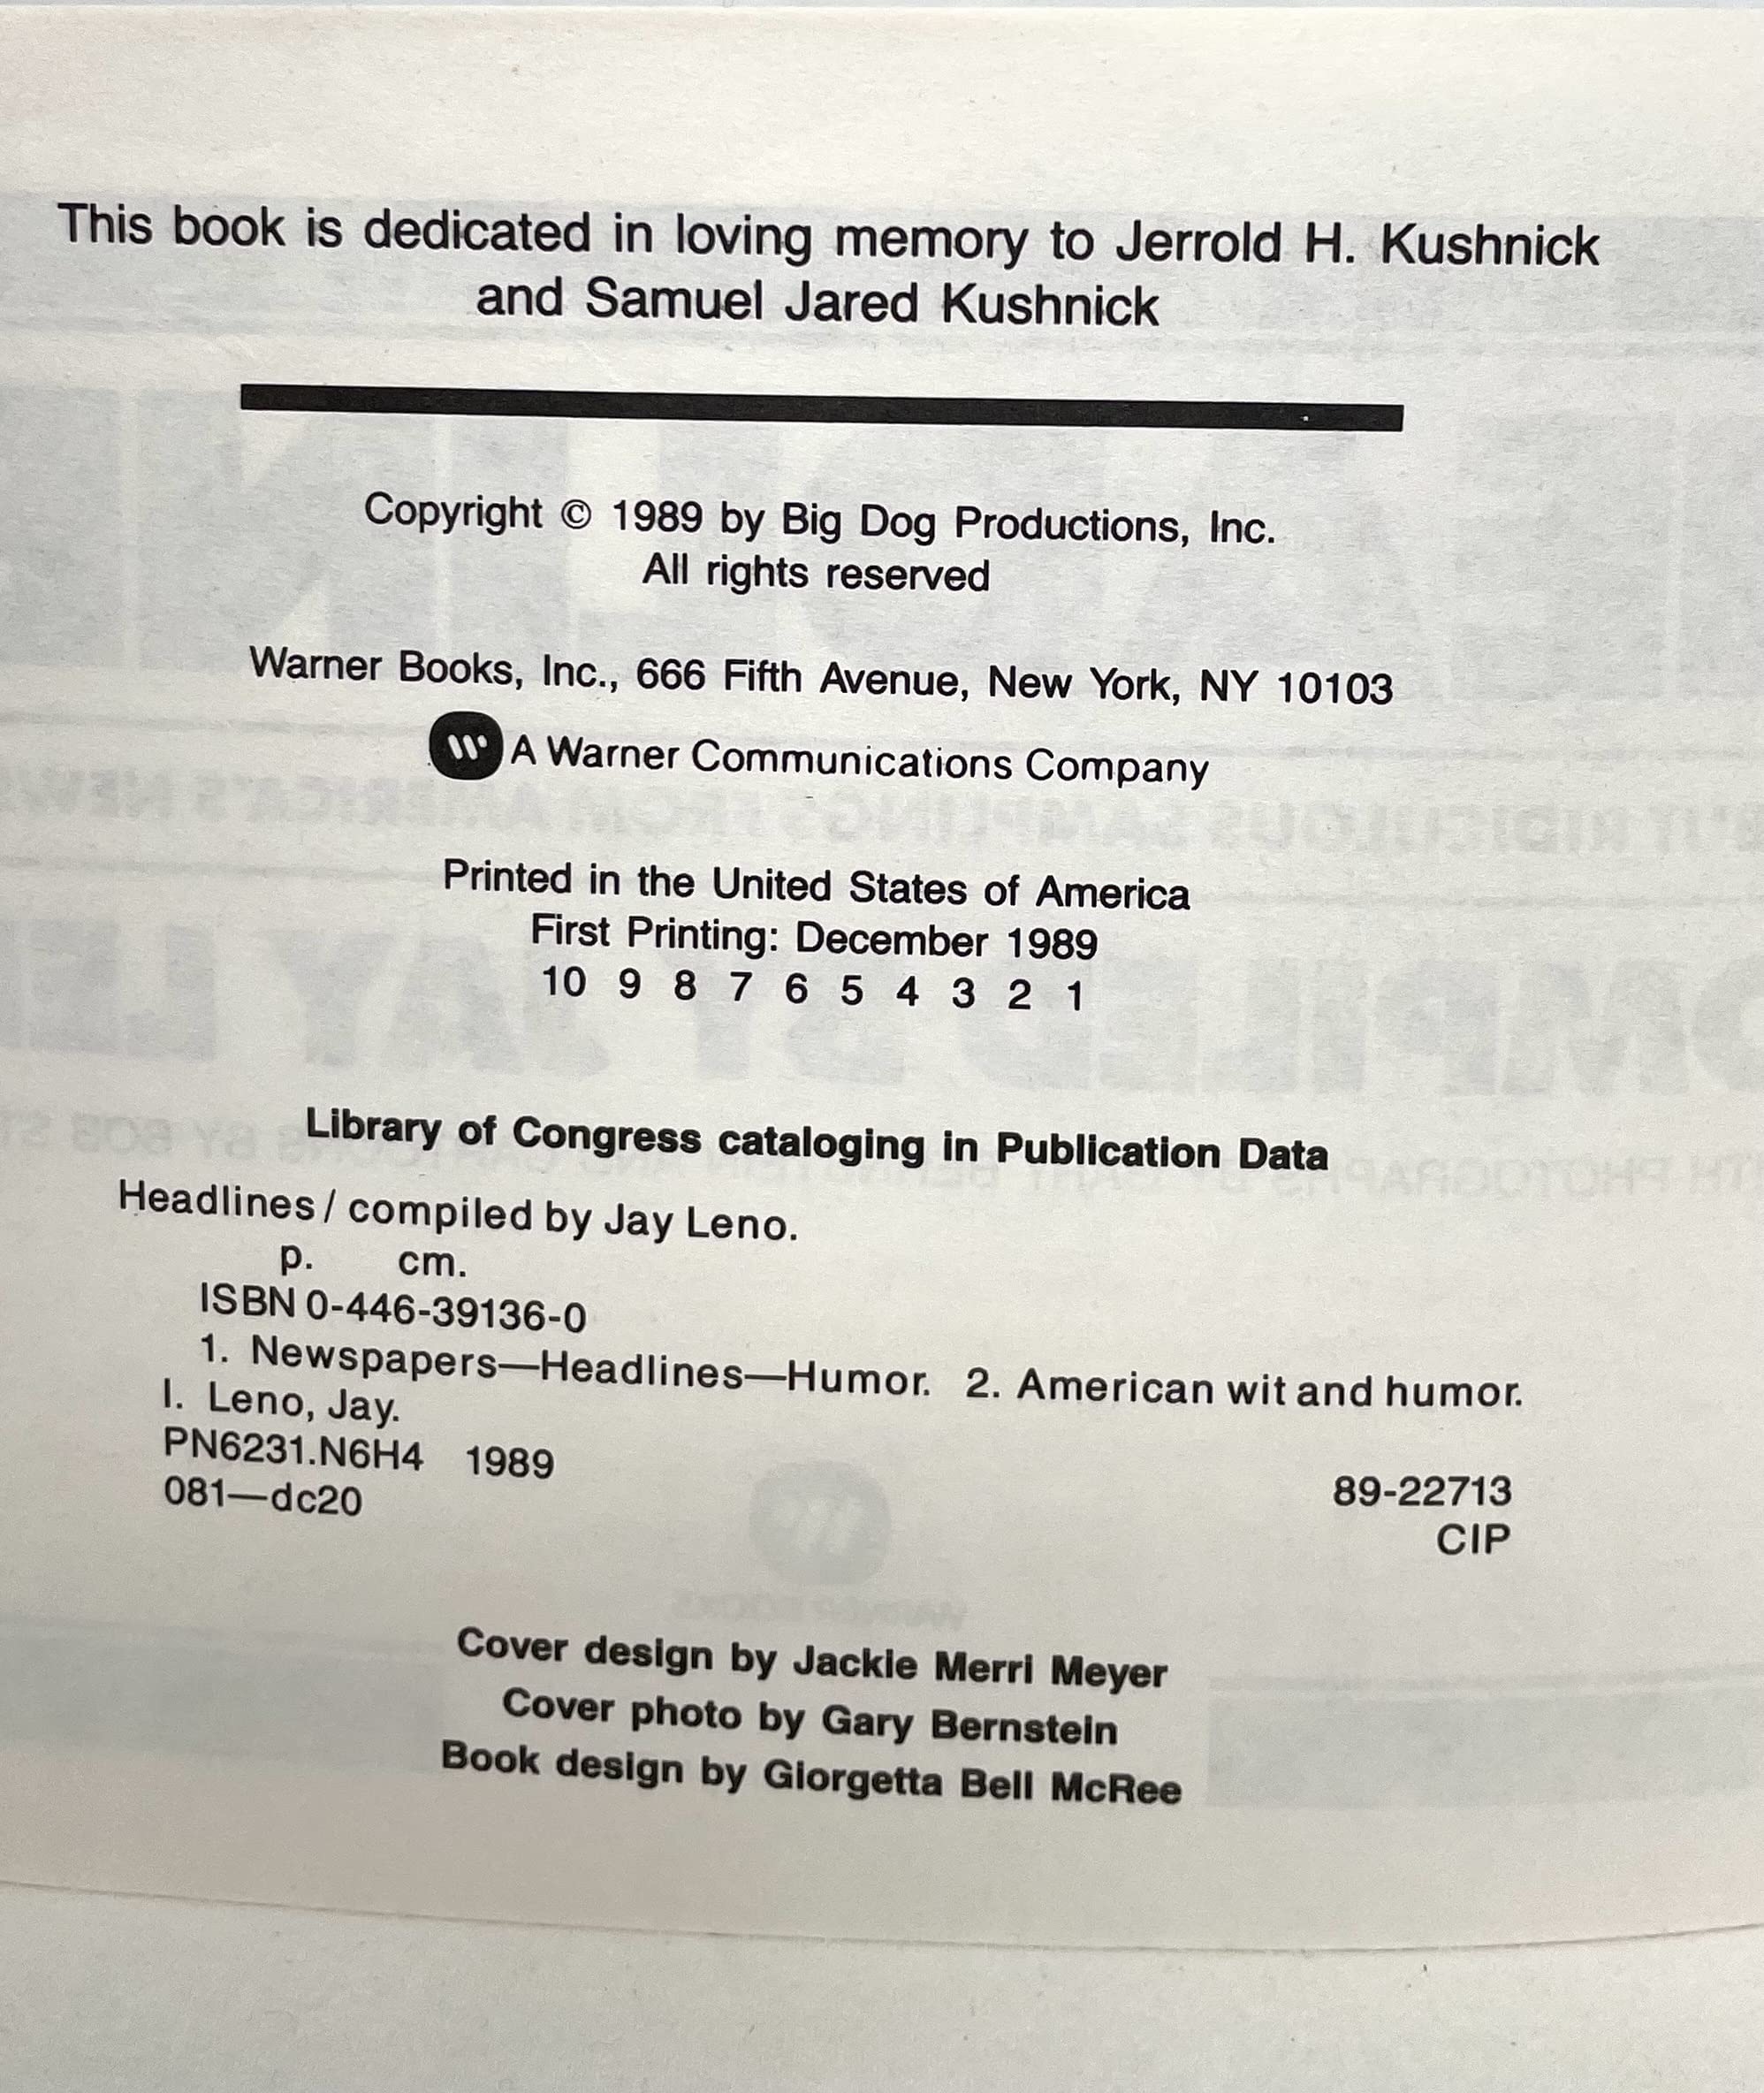 This book is dedicated in loving memory to Jerrold H. Kushnick
and Samuel Jared Kushnick
Copyright © 1989 by Big Dog Productions, Inc.
All rights reserved
Warner Books, Inc., 666 Fifth Avenue, New York, NY 10103
A Warner Communications Company
Printed in the United States of America
First Printing: December 1989
10 9 8 7 6 5 4 3 2 1
Library of Congress cataloging in Publication Data
Headlines / compiled by Jay Leno.
p. cm.
ISBN 0-446-39136-0
1. Newspapers—Headlines—Humor. 2. American wit and humor.
I. Leno, Jay.
PN6231.N6H4 1989
081—dc20
89-22713
CIP
Cover design by Jackie Merri Meyer
Cover photo by Gary Bernstein
Book design by Giorgetta Bell McRee